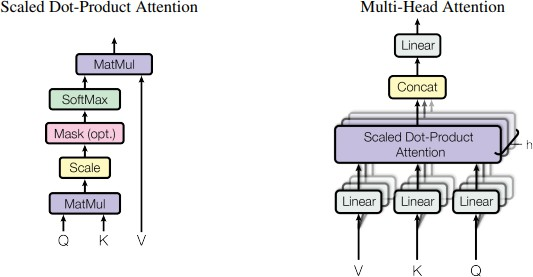 Scaled Dot-Product Attention
MatMul
SoftMax
Mask (opt.)
Scale
MatMul
Q K V
Multi-Head Attention
Linear
Concat
Scaled Dot-Product
Attention
h
Linear Linear Linear
V K Q